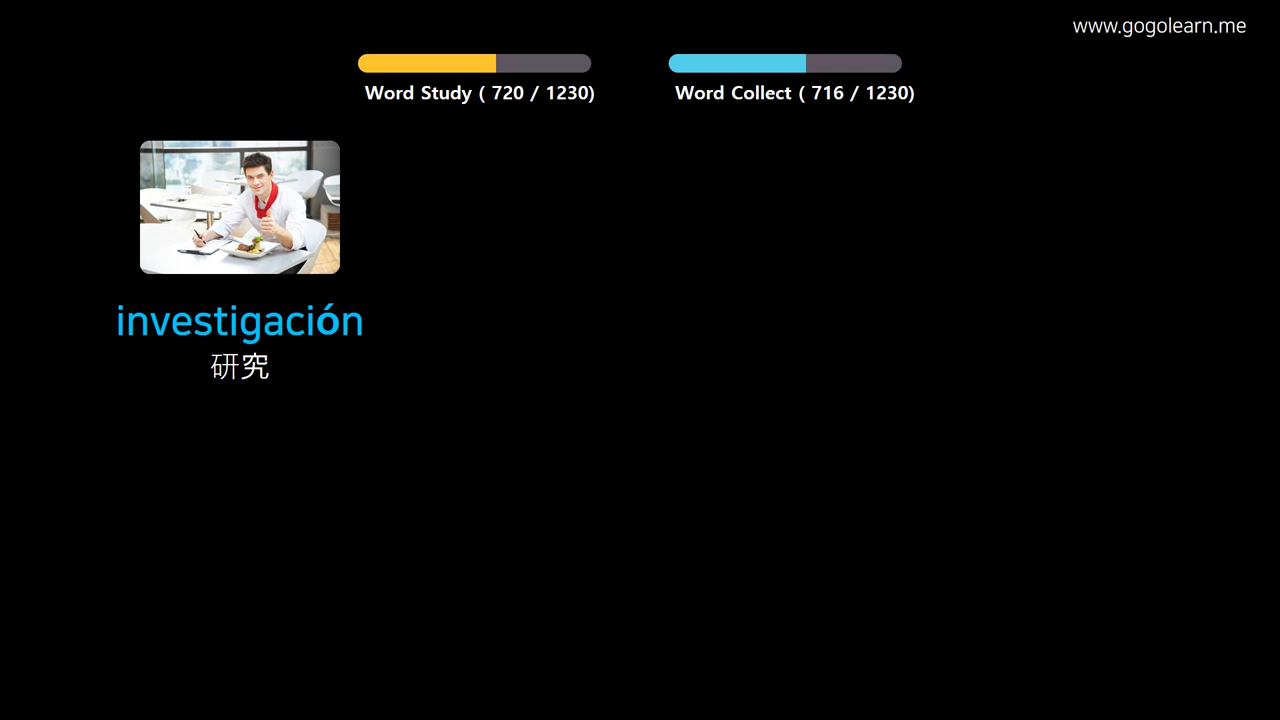 www.gogolearn.me
Word Study ( 720 / 1230)
Word Collect ( 716 / 1230)
investigación
研究